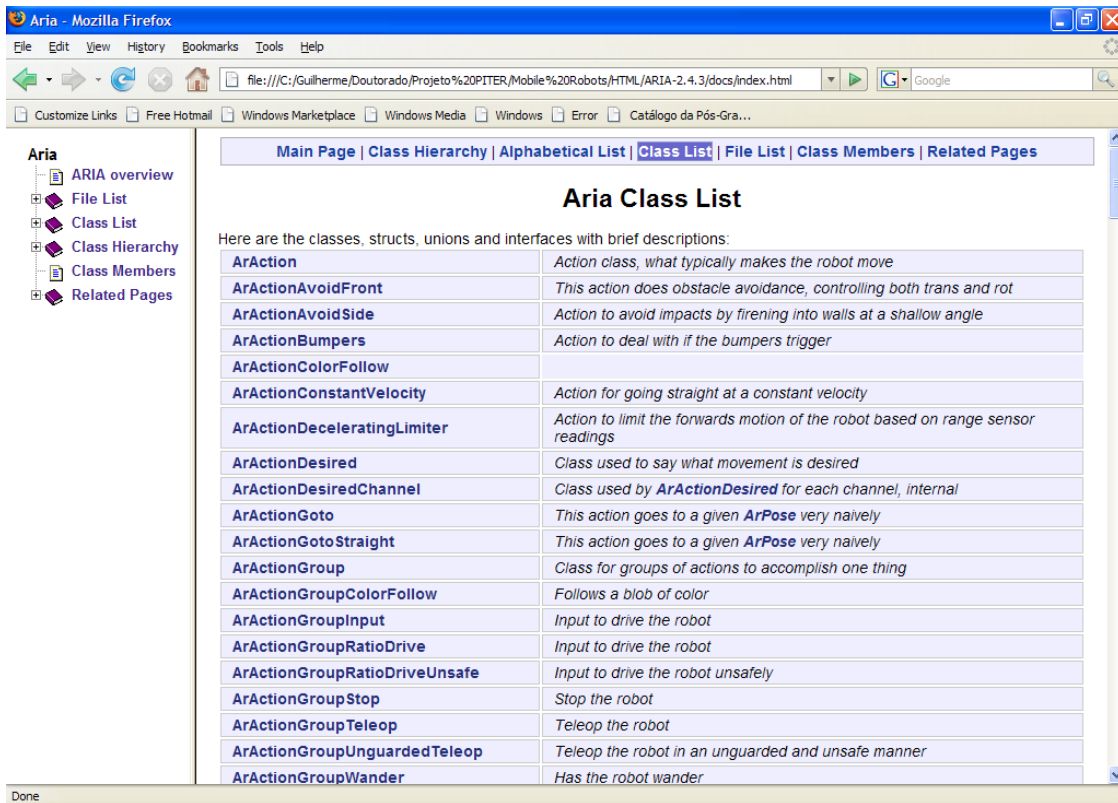 Aria - Mozilla Firefox
File Edit View History Bookmarks Tools Help
file:///C:/Guilherme/Doutorado/Projeto%20PITER/Mobile%20Robots/HTML/ARIA-2.4.3/docs/index.html G Google
Customize Links Free Hotmail Windows Marketplace Windows Media Windows Error Catálogo da Pós-Gra...
Aria
ARIA overview
File List
Class List
Class Hierarchy
Class Members
Related Pages
Main Page | Class Hierarchy | Alphabetical List | Class List | File List | Class Members | Related Pages
Aria Class List
Here are the classes, structs, unions and interfaces with brief descriptions:
ArAction Action class, what typically makes the robot move
ArActionAvoidFront This action does obstacle avoidance, controlling both trans and rot
ArActionAvoidSide Action to avoid impacts by firening into walls at a shallow angle
ArActionBumpers Action to deal with if the bumpers trigger
ArActionColorFollow
ArActionConstantVelocity Action for going straight at a constant velocity
ArActionDeceleratingLimiter Action to limit the forwards motion of the robot based on range sensor
readings
ArActionDesired Class used to say what movement is desired
ArActionDesiredChannel Class used by ArActionDesired for each channel, internal
ArActionGoto This action goes to a given ArPose very naively
ArActionGotoStraight This action goes to a given ArPose very naively
ArActionGroup Class for groups of actions to accomplish one thing
ArActionGroupColorFollow Follows a blob of color
ArActionGroupInput Input to drive the robot
ArActionGroupRatioDrive Input to drive the robot
ArActionGroupRatioDriveUnsafe Input to drive the robot unsafely
ArActionGroupStop Stop the robot
ArActionGroupTeleop Teleop the robot
ArActionGroupUnguardedTeleop Teleop the robot in an unguarded and unsafe manner
ArActionGroupWander Has the robot wander
Done